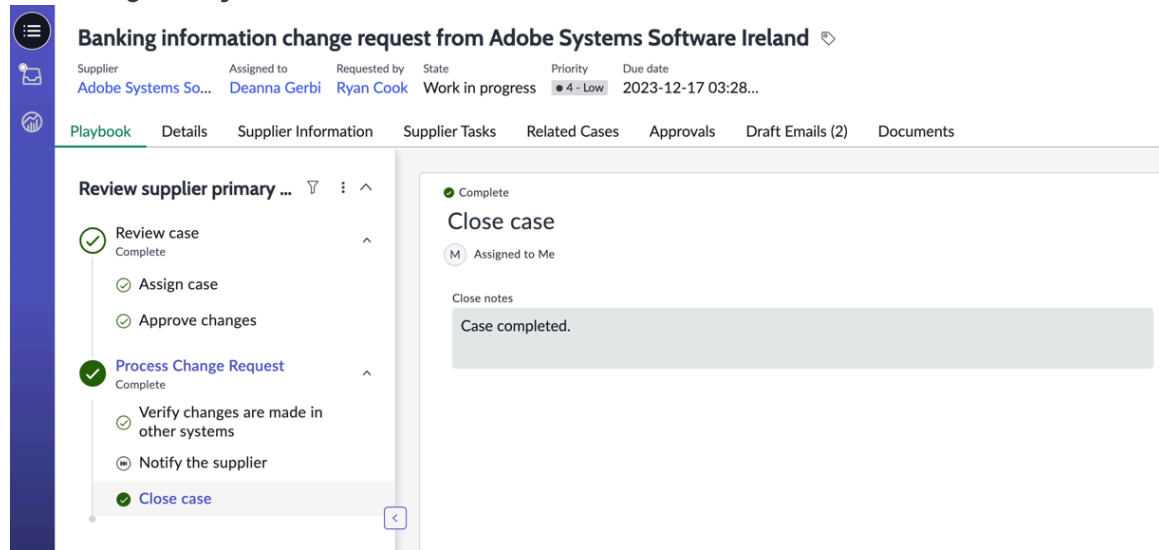 Banking information change request from Adobe Systems Software Ireland
Supplier Assigned to Requested by State Priority Due date
Adobe Systems So... Deanna Gerbi Ryan Cook Work in progress 4 - Low 2023-12-17 03:28...
Playbook Details Supplier Information Supplier Tasks Related Cases Approvals Draft Emails (2) Documents
Review supplier primary ...
Review case
Complete
Assign case
Approve changes
Process Change Request
Complete
Verify changes are made in
other systems
Notify the supplier
Close case
Complete
Close case
M Assigned to Me
Close notes
Case completed.